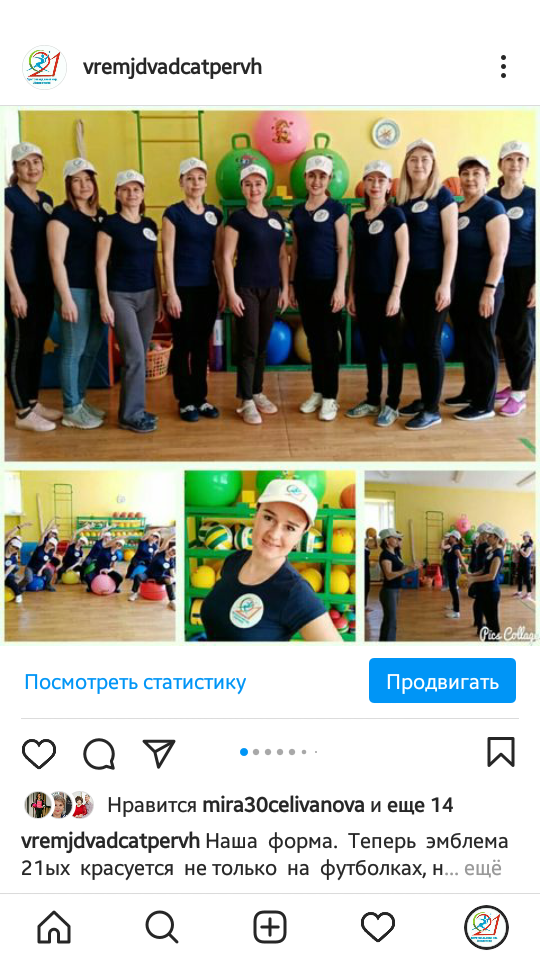 vremjdvadcatpervh
Pics Collage
Посмотреть статистику
Продвигать
Нравится mira30celivanova и еще 14
vremjdvadcatpervh Наша форма. Теперь эмблема
21ых красуется не только на футболках, н... ещё